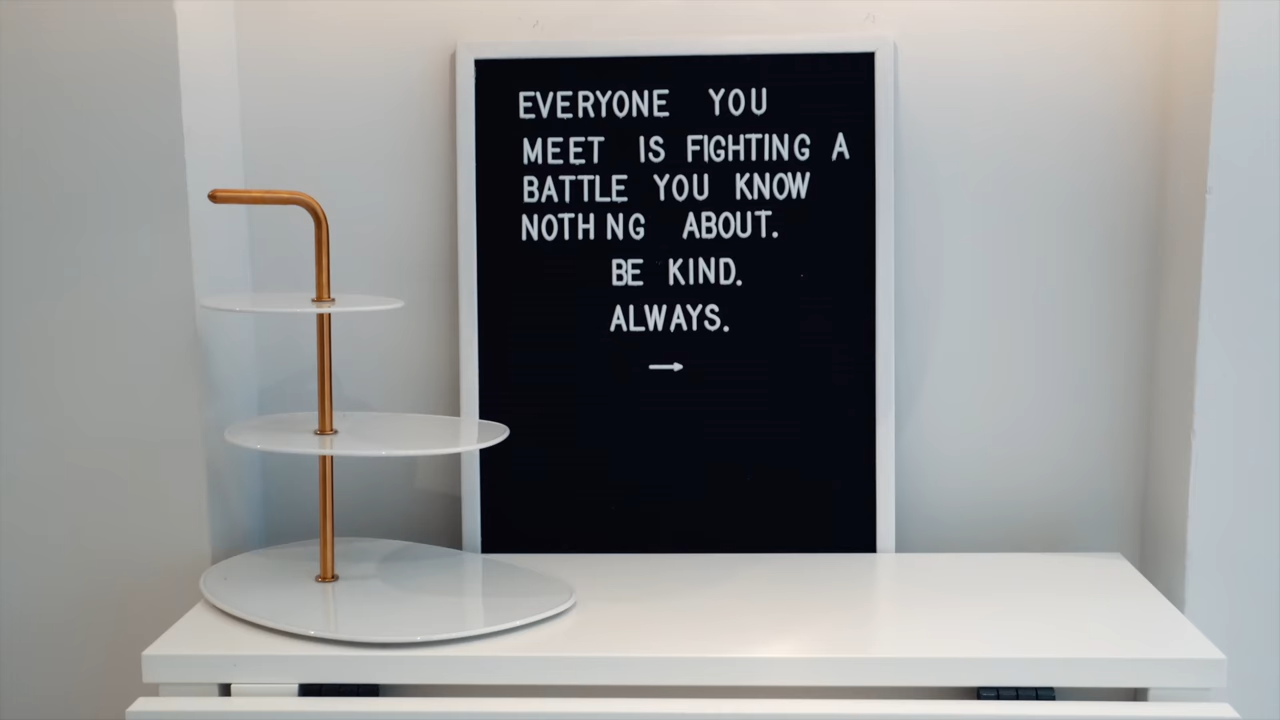 EVERYONE YOU
MEET IS FIGHTING A
BATTLE YOU KNOW
NOTH NG ABOUT.
BE KIND.
ALWAYS.
→